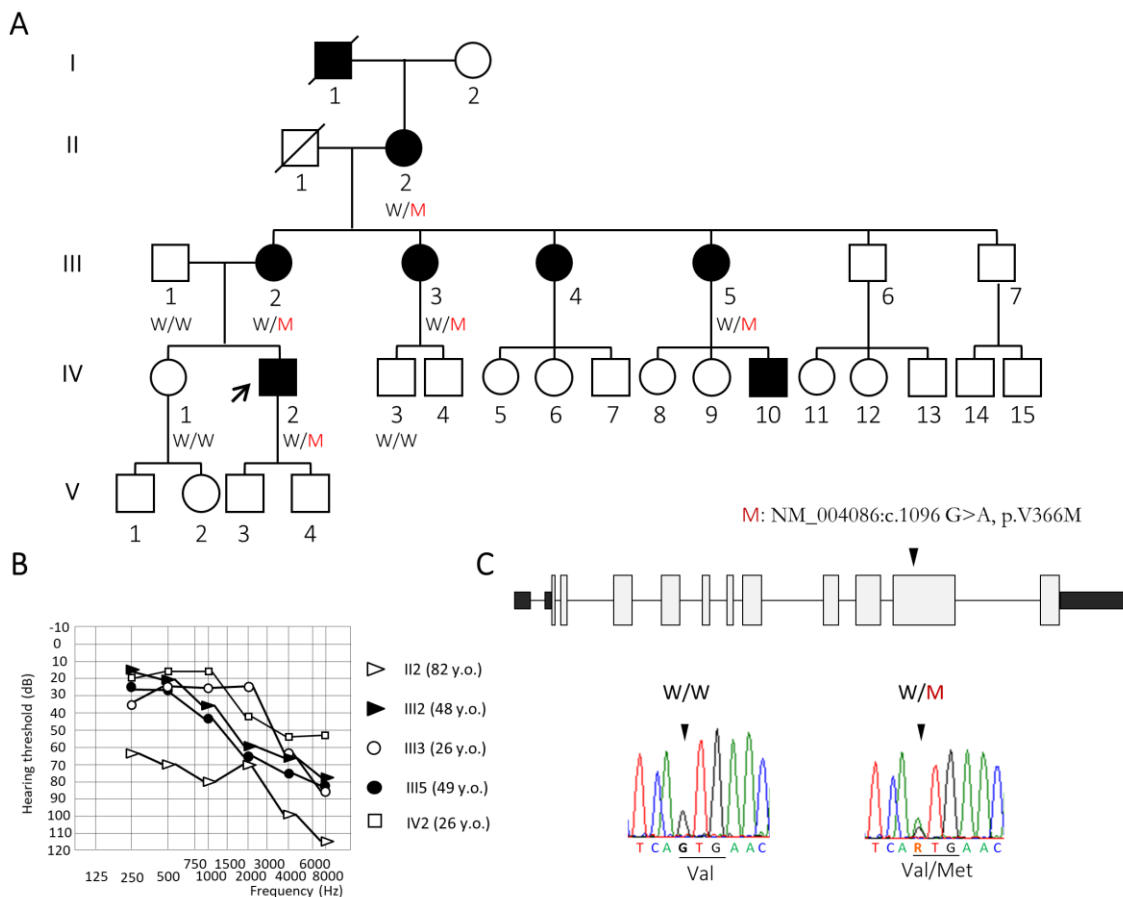 A
I
1 2
II
1 2
W/M
III
1 2 3 4 5 6 7
W/W W/M W/M W/M
IV
1 2 3 4 5 6 7 8 9 10 11 12 13 14 15
W/W W/M W/W
V
1 2 3 4
M: NM_004086:c.1096 G>A, p.V366M
B
-10
0
10
20
30
40
50
60
70
80
90
100
110
120
Hearing threshold (dB)
750 1500 3000 6000
125 250 500 1000 2000 4000 8000
Frequency (Hz)
II2 (82 y.o.)
III2 (48 y.o.)
III3 (26 y.o.)
III5 (49 y.o.)
IV2 (26 y.o.)
C
W/W W/M
T C A G T G A A C
Val
T C A R T G A A C
Val/Met